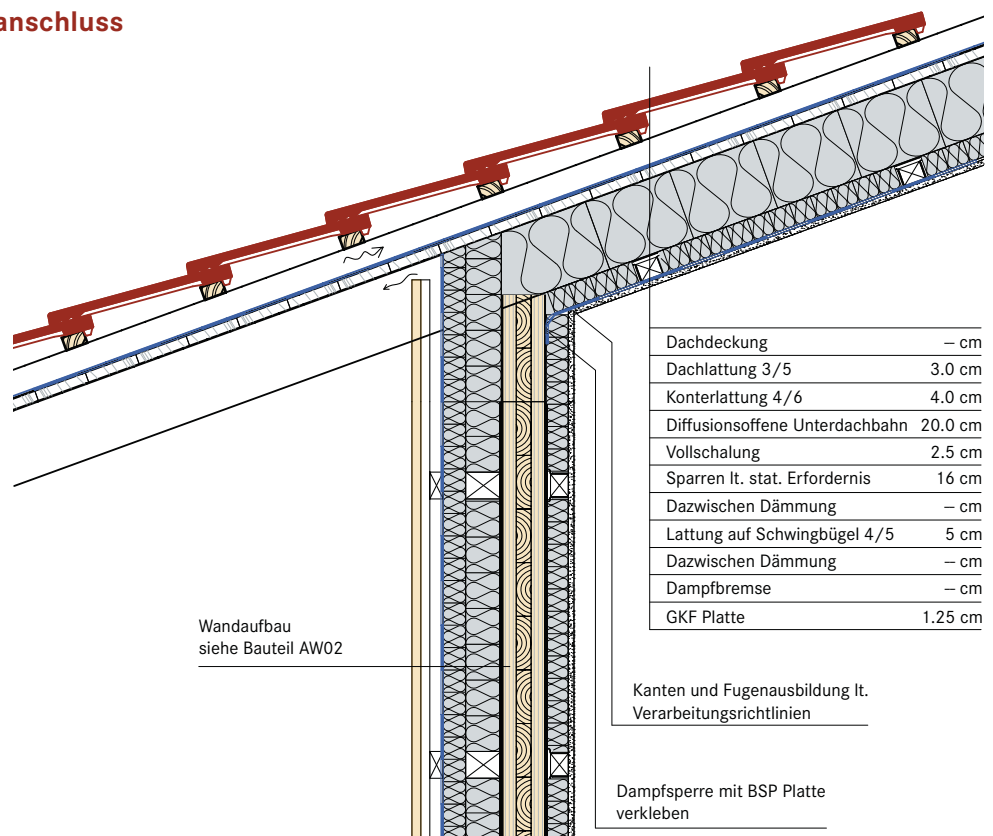 anschluss
Dachdeckung – cm
Dachlattung 3/5 3.0 cm
Konterlattung 4/6 4.0 cm
Diffusionsoffene Unterdachbahn 20.0 cm
Vollschalung 2.5 cm
Sparren lt. stat. Erfordernis 16 cm
Dazwischen Dämmung – cm
Lattung auf Schwingbügel 4/5 5 cm
Dazwischen Dämmung – cm
Dampfbremse – cm
GKF Platte 1.25 cm
Wandaufbau
siehe Bauteil AW02
Kanten und Fugenausbildung lt.
Verarbeitungsrichtlinien
Dampfsperre mit BSP Platte
verkleben